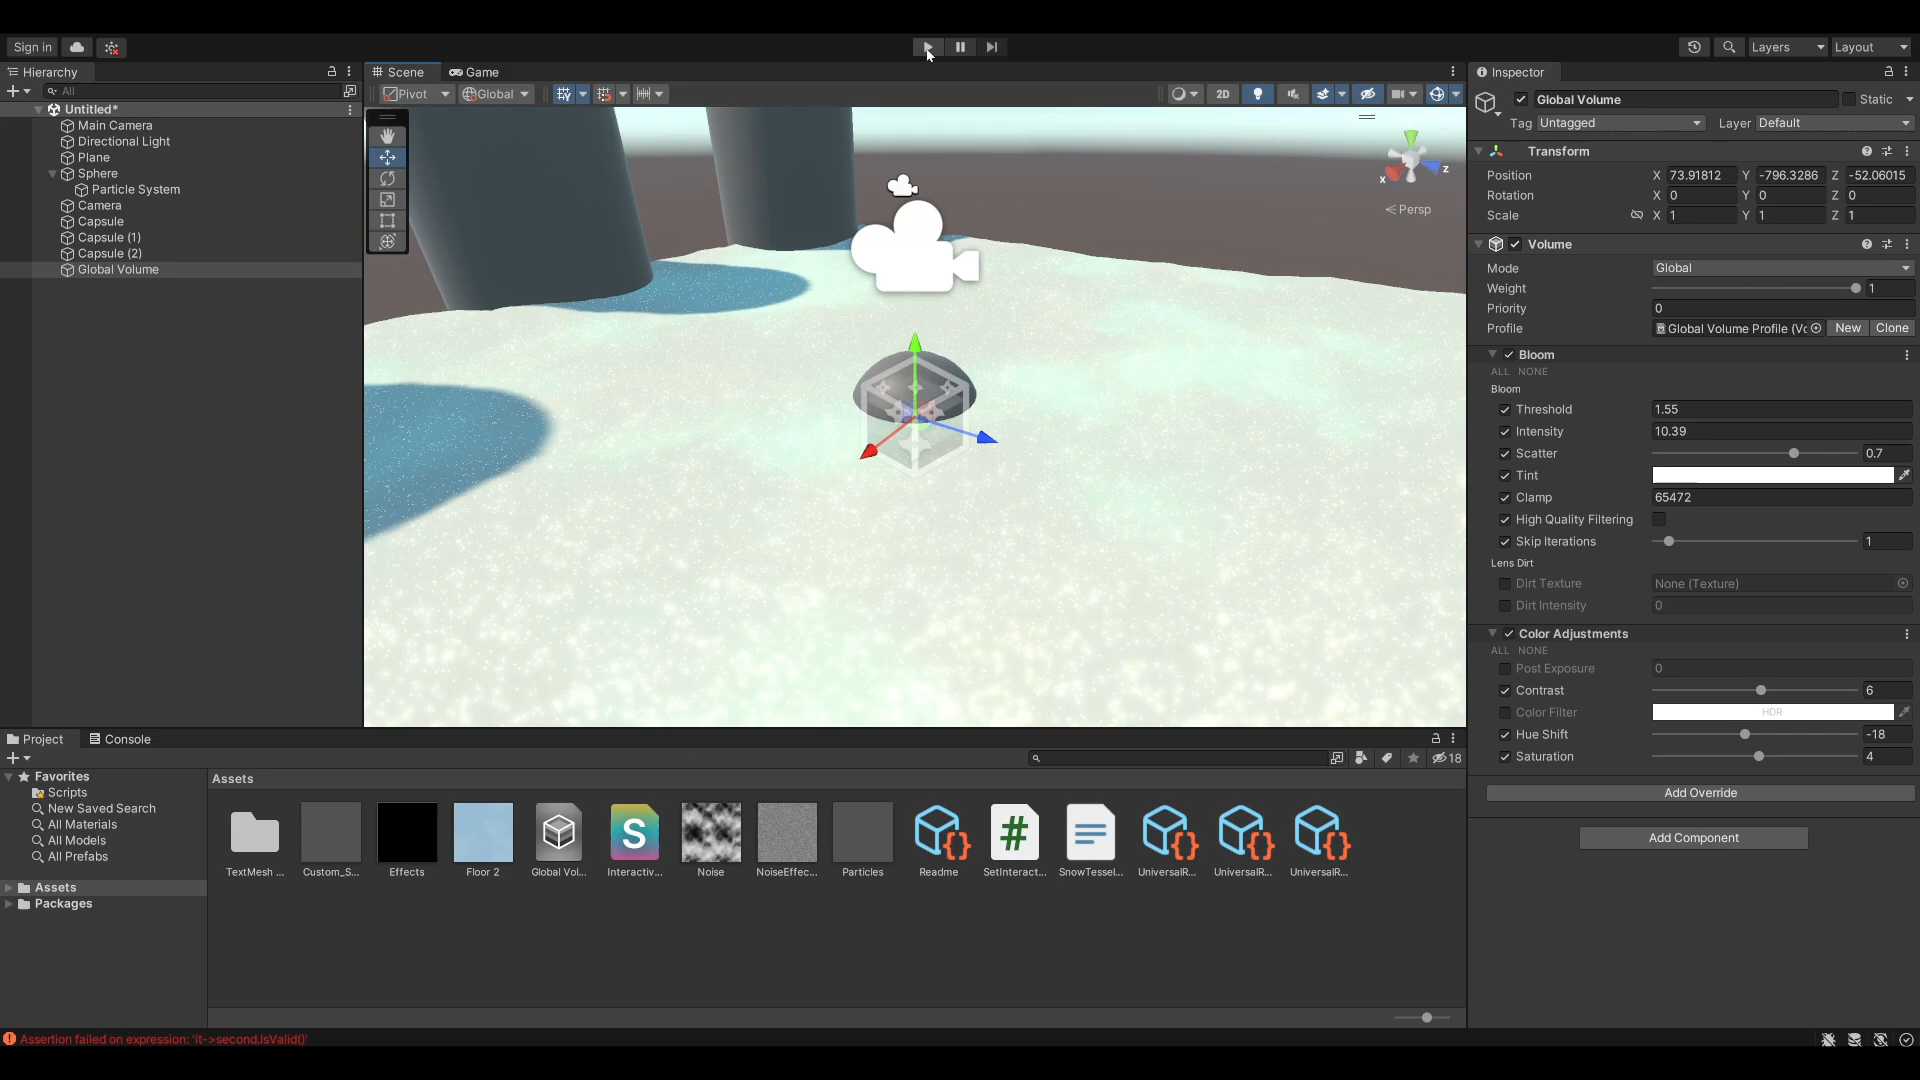 Sign in
Layers
Layout
Hierarchy
All
Untitled*
Main Camera
Directional Light
Plane
Sphere
Particle System
Camera
Capsule
Capsule (1)
Capsule (2)
Global Volume
Scene
Game
Pivot
Global
2D
x
z
Persp
Inspector
Global Volume
Static
Tag Untagged
Layer Default
Transform
Position X 73.91812 Y -796.3286 Z -52.06015
Rotation X 0 Y 0 Z 0
Scale X 1 Y 1 Z 1
Volume
Mode Global
Weight 1
Priority 0
Profile Global Volume Profile (Vo New Clone
Bloom
ALL NONE
Bloom
Threshold 1.55
Intensity 10.39
Scatter 0.7
Tint
Clamp 65472
High Quality Filtering
Skip Iterations 1
Lens Dirt
Dirt Texture None (Texture)
Dirt Intensity 0
Color Adjustments
ALL NONE
Post Exposure 0
Contrast 6
Color Filter HDR
Hue Shift -18
Saturation 4
Add Override
Add Component
Project
Console
18
Favorites
Scripts
New Saved Search
All Materials
All Models
All Prefabs
Assets
Packages
Assets
TextMesh ...
Custom_S...
Effects
Floor 2
Global Vol...
Interactiv...
Noise
NoiseEffec...
Particles
Readme
SetInteract...
SnowTessel...
UniversalR...
UniversalR...
UniversalR...
Assertion failed on expression: 'it->second.IsValid()'